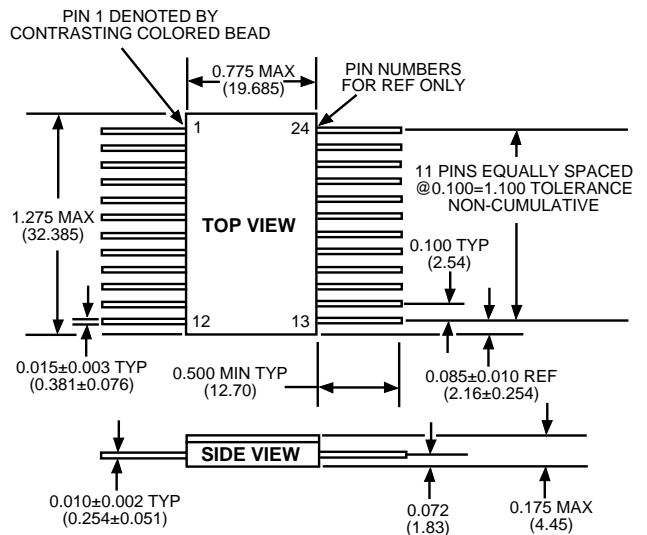 PIN 1 DENOTED BY
CONTRASTING COLORED BEAD
0.775 MAX
(19.685)
PIN NUMBERS
FOR REF ONLY
1
24
11 PINS EQUALLY SPACED
@0.100=1.100 TOLERANCE
NON-CUMULATIVE
1.275 MAX
(32.385)
TOP VIEW
0.100 TYP
(2.54)
12
13
0.015±0.003 TYP
(0.381±0.076)
0.500 MIN TYP
(12.70)
0.085±0.010 REF
(2.16±0.254)
SIDE VIEW
0.010±0.002 TYP
(0.254±0.051)
0.072
(1.83)
0.175 MAX
(4.45)